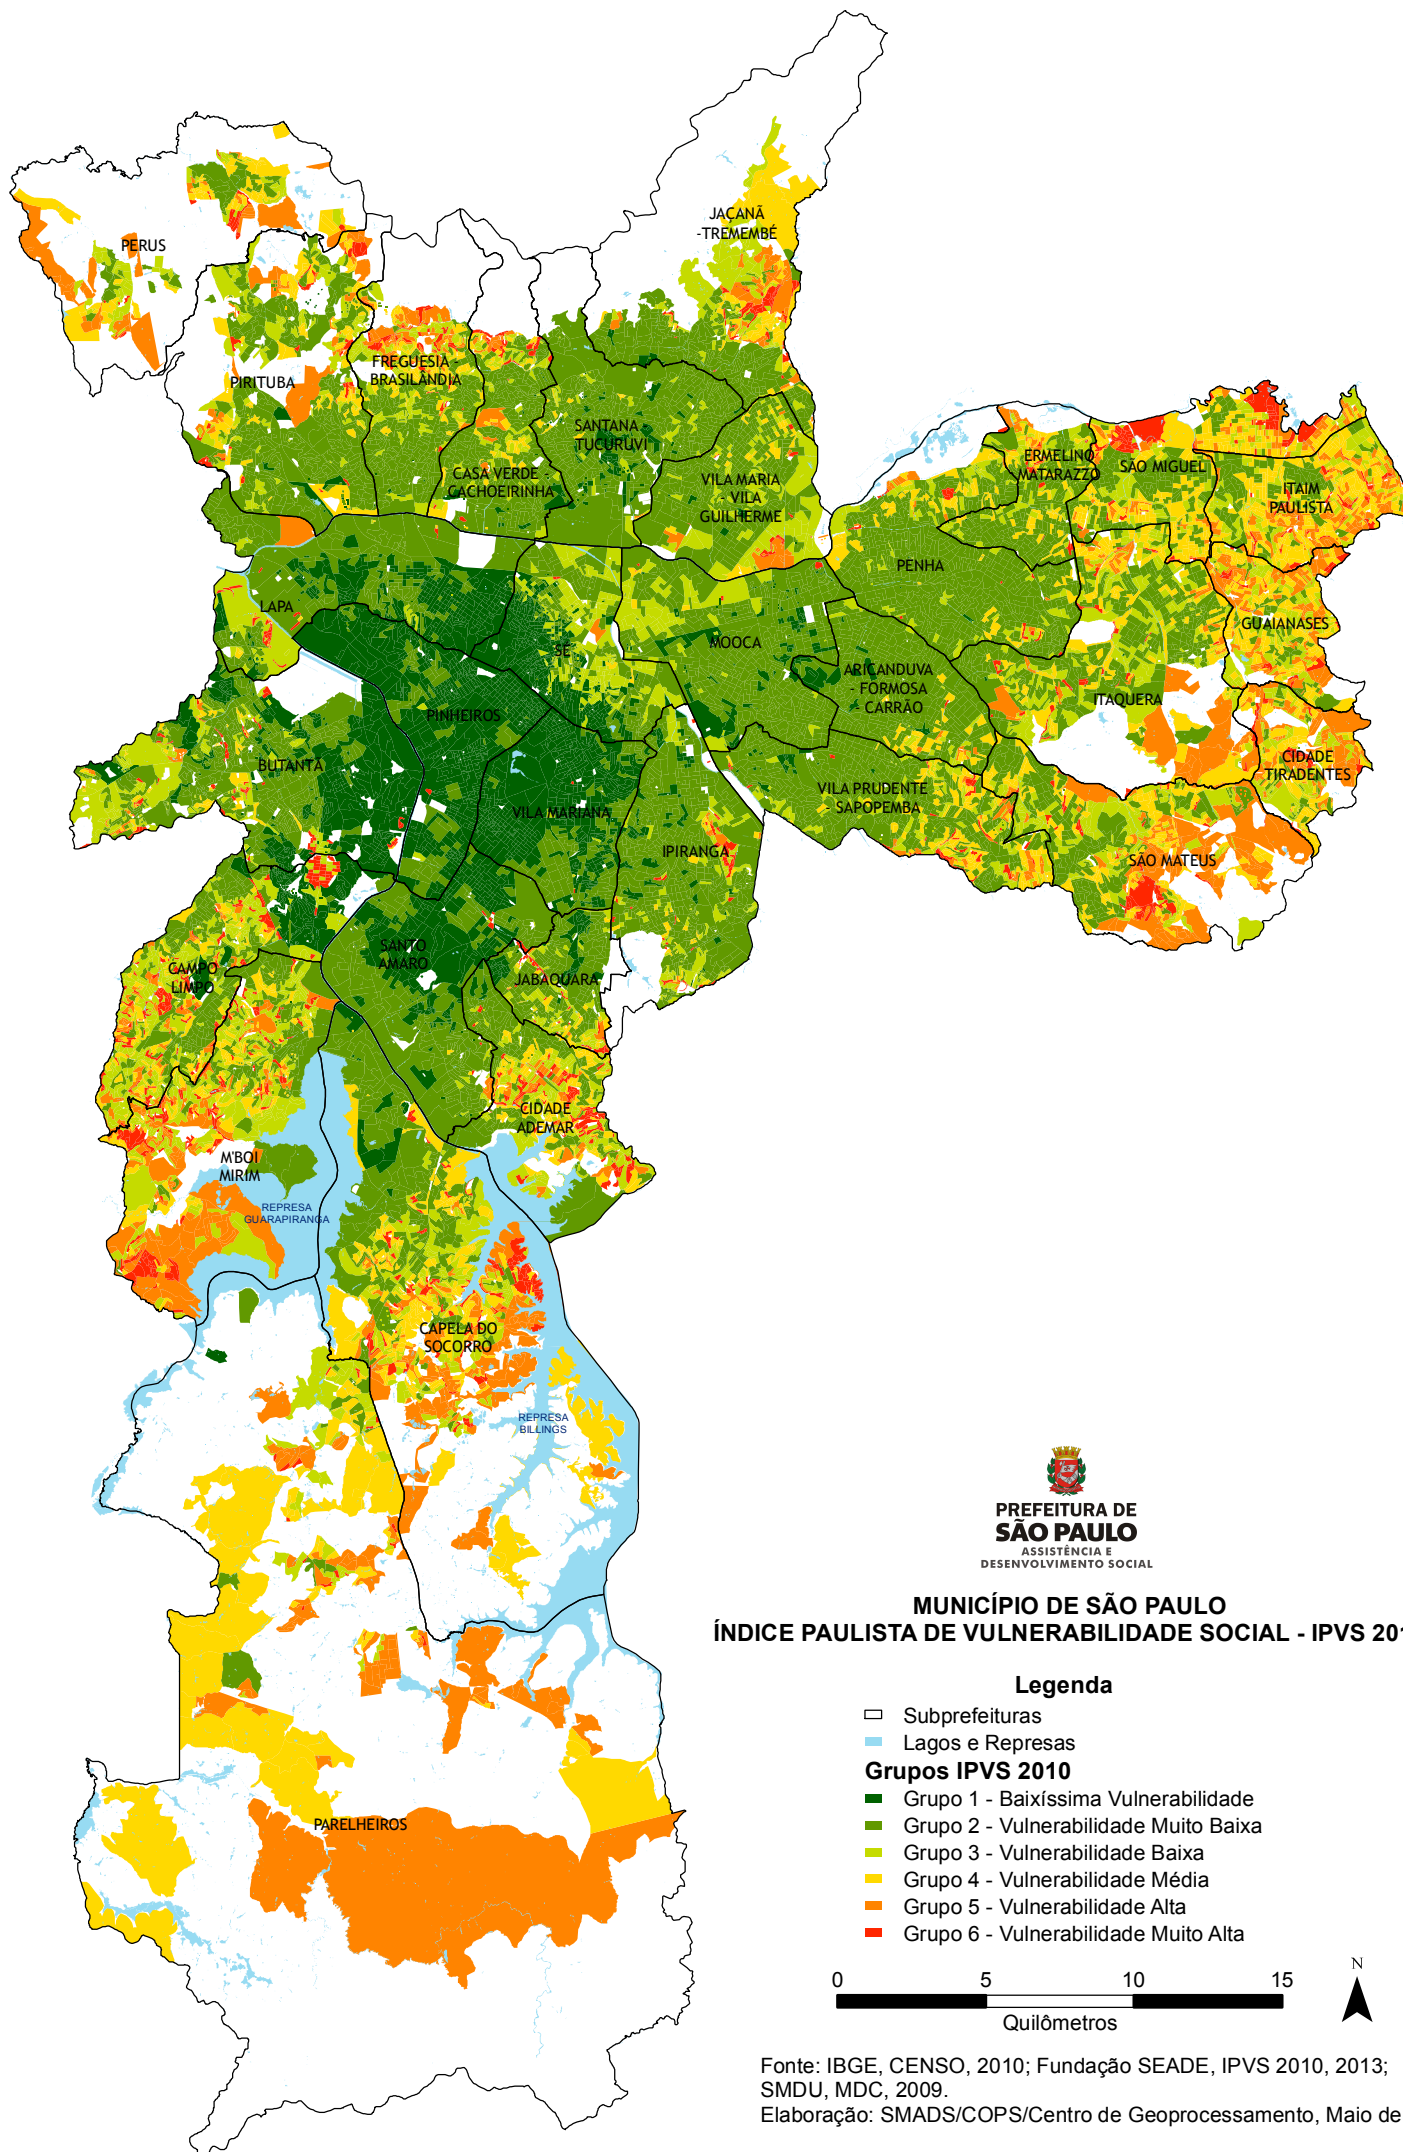 JAÇANÃ
-TREMEMBÉ
PERUS
FREGUESIA -
BRASILÂNDIA
PIRITUBA
SANTANA -
TUCURUVI
CASA VERDE -
CACHOEIRINHA
VILA MARIA
- VILA
GUILHERME
ERMELINO
MATARAZZO
SÃO MIGUEL
ITAIM
PAULISTA
PENHA
LAPA
SÉ
MOOCA
GUAIANASES
ARICANDUVA
- FORMOSA
- CARRÃO
ITAQUERA
PINHEIROS
BUTANTÃ
CIDADE
TIRADENTES
VILA MARIANA
VILA PRUDENTE
- SAPOPEMBA
IPIRANGA
SÃO MATEUS
SANTO
AMARO
CAMPO
LIMPO
JABAQUARA
CIDADE
ADEMAR
M'BOI
MIRIM
REPRESA
GUARAPIRANGA
CAPELA DO
SOCORRO
REPRESA
BILLINGS
PARELHEIROS
PREFEITURA DE
SÃO PAULO
ASSISTÊNCIA E
DESENVOLVIMENTO SOCIAL
MUNICÍPIO DE SÃO PAULO
ÍNDICE PAULISTA DE VULNERABILIDADE SOCIAL - IPVS 201
Legenda
Subprefeituras
Lagos e Represas
Grupos IPVS 2010
Grupo 1 - Baixíssima Vulnerabilidade
Grupo 2 - Vulnerabilidade Muito Baixa
Grupo 3 - Vulnerabilidade Baixa
Grupo 4 - Vulnerabilidade Média
Grupo 5 - Vulnerabilidade Alta
Grupo 6 - Vulnerabilidade Muito Alta
0 5 10 15
Quilômetros
N
Fonte: IBGE, CENSO, 2010; Fundação SEADE, IPVS 2010, 2013;
SMDU, MDC, 2009.
Elaboração: SMADS/COPS/Centro de Geoprocessamento, Maio de